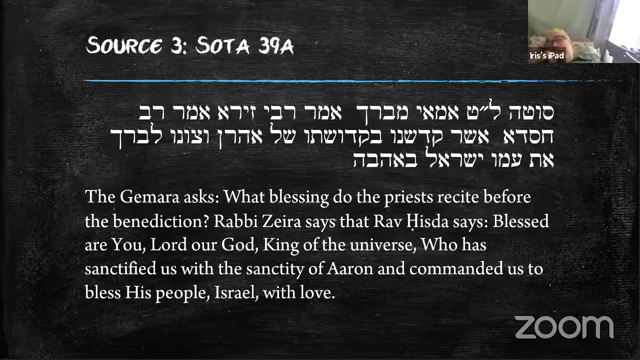 Source 3: Sota 39a
Iris's iPad
סוטה ל״ט אמאי מברך אמר רבי זירא אמר רב
חסדא אשר קדשנו בקדושתו של אהרן וצונו לברך
את עמו ישראל באהבה
The Gemara asks: What blessing do the priests recite before
the benediction? Rabbi Zeira says that Rav Ḥisda says: Blessed
are You, Lord our God, King of the universe, Who has
sanctified us with the sanctity of Aaron and commanded us to
bless His people, Israel, with love.
zoom